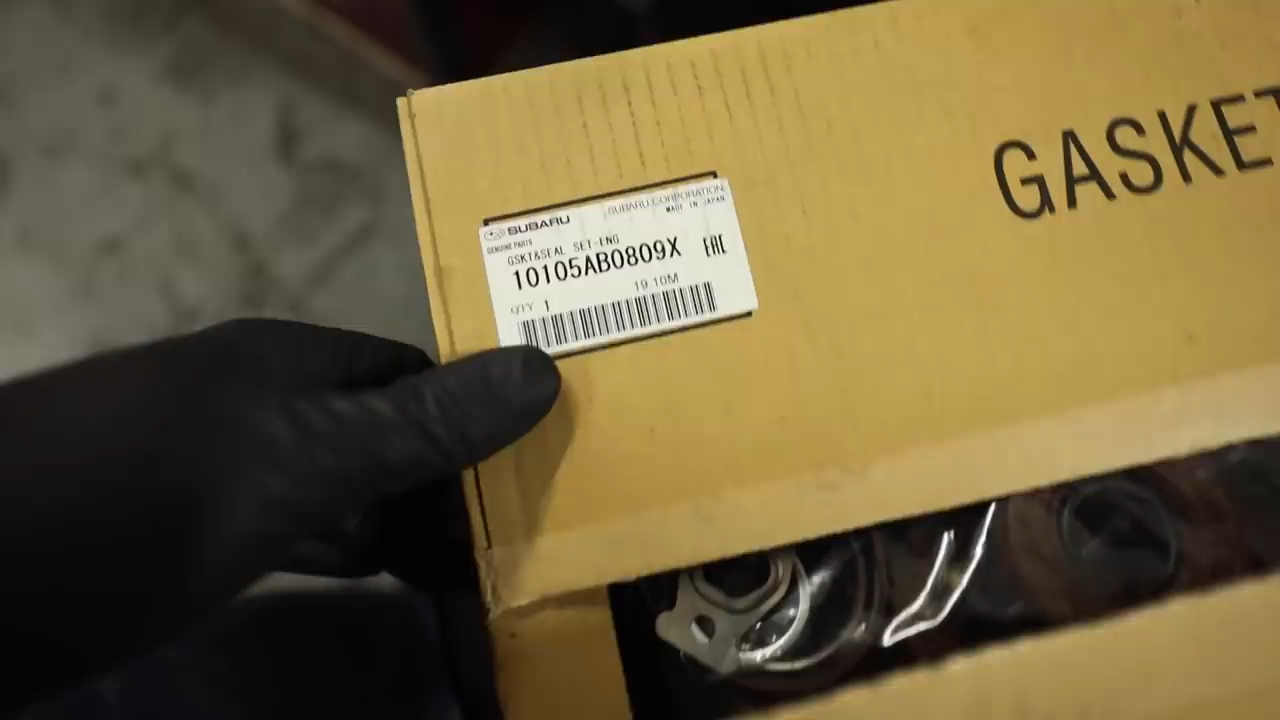 SUBARU SUBARU CORPORATION
GENUINE PARTS MADE IN JAPAN
GSKT&SEAL SET-ENG
10105AB0809X EAC
QTY 1 19.10M
GASKET